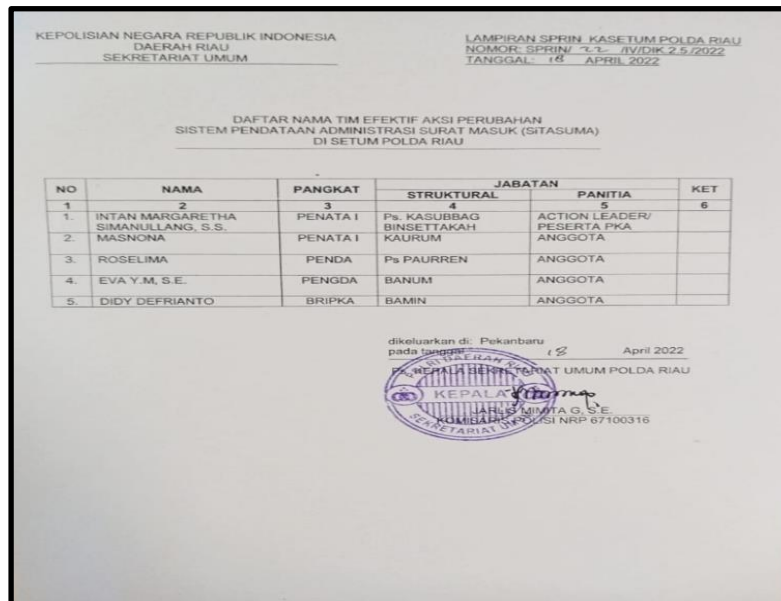 KEPOLISIAN NEGARA REPUBLIK INDONESIA
DAERAH RIAU
SEKRETARIAT UMUM
LAMPIRAN SPRIN KASETUM POLDA RIAU
NOMOR: SPRIN/ 22 /IV/DIK.2.5./2022
TANGGAL: 18 APRIL 2022
DAFTAR NAMA TIM EFEKTIF AKSI PERUBAHAN
SISTEM PENDATAAN ADMINISTRASI SURAT MASUK (SiTASUMA)
DI SETUM POLDA RIAU
NO NAMA PANGKAT JABATAN KET
STRUKTURAL PANITIA
1 2 3 4 5 6
1. INTAN MARGARETHA PENATA I Ps. KASUBBAG ACTION LEADER/
SIMANULLANG, S.S. BINSETTAKAH PESERTA PKA
2. MASNONA PENATA I KAURUM ANGGOTA
3. ROSELIMA PENDA Ps PAURREN ANGGOTA
4. EVA Y.M, S.E. PENGDA BANUM ANGGOTA
5. DIDY DEFRIANTO BRIPKA BAMIN ANGGOTA
dikeluarkan di: Pekanbaru
pada tanggal 18 April 2022
KEPALA SEKRETARIAT UMUM POLDA RIAU
KEPALA
SEKRETARIAT
JARLIS MIMITA G, S.E.
KOMISARIS POLISI NRP 67100316